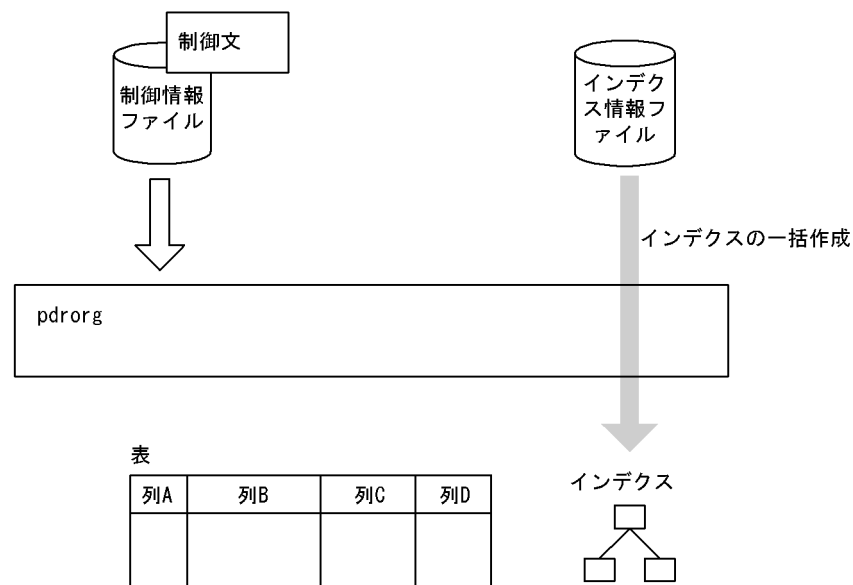 制御文
制御情報
ファイル
インデク
ス情報フ
ァイル
インデクスの一括作成
pdrorg
表
列A
列B
列C
列D
インデクス